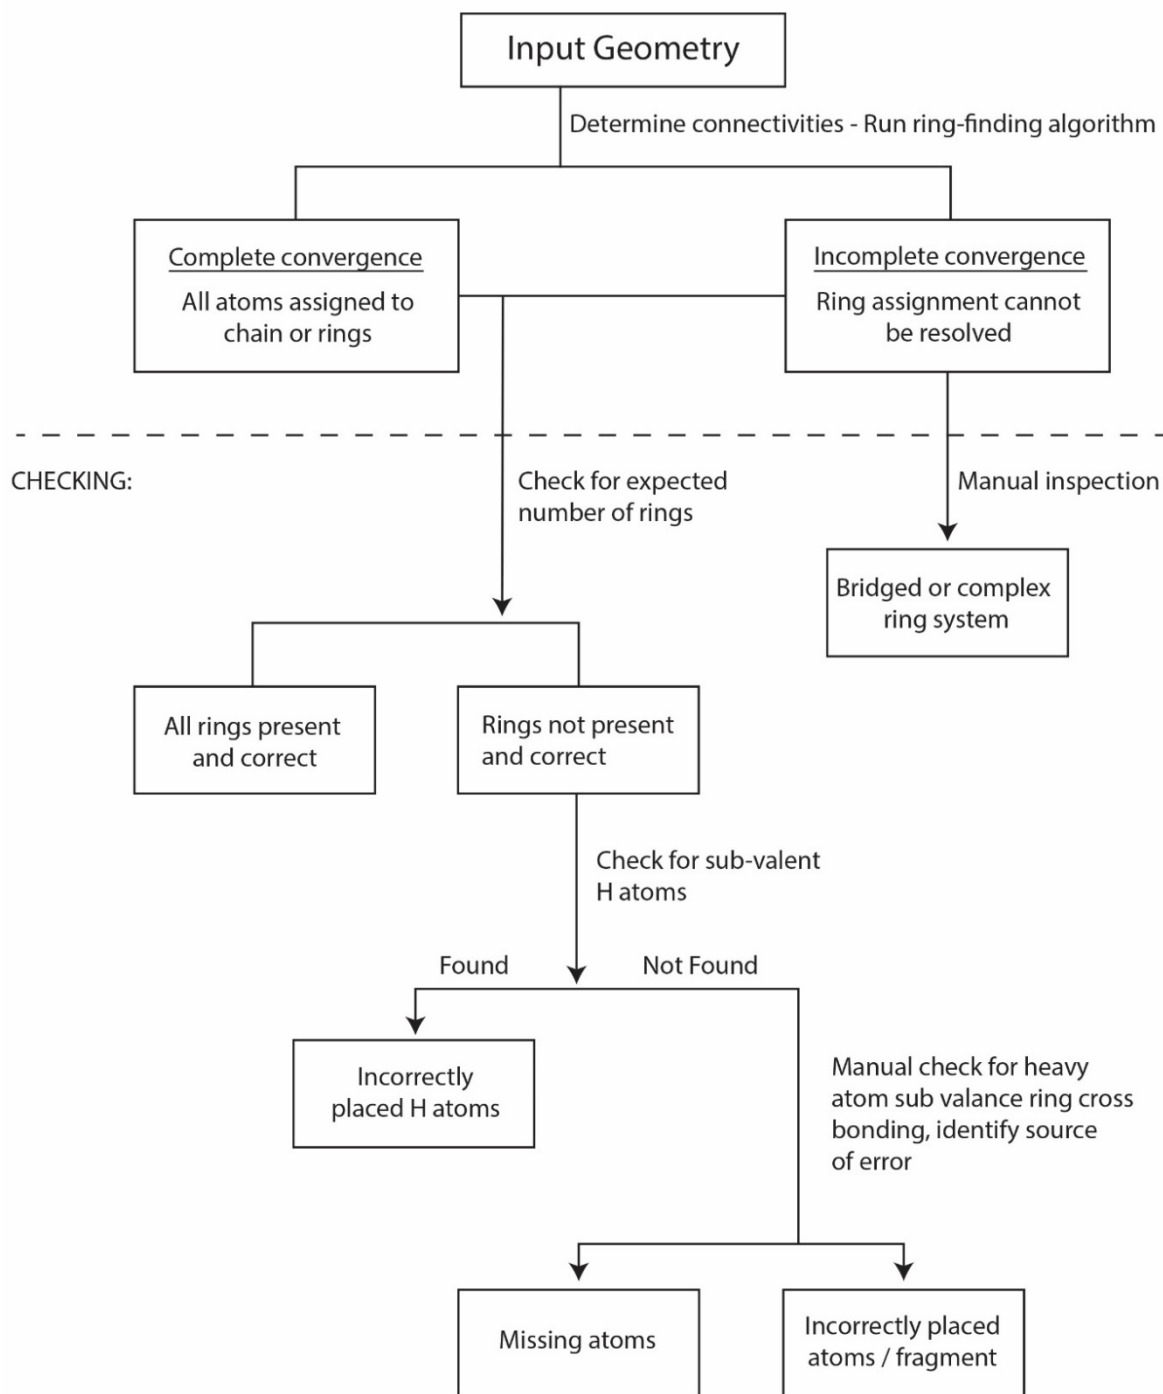 Input Geometry
Determine connectivities - Run ring-finding algorithm
Complete convergence
All atoms assigned to
chain or rings
Incomplete convergence
Ring assignment cannot
be resolved
CHECKING:
Check for expected
number of rings
Manual inspection
Bridged or complex
ring system
All rings present
and correct
Rings not present
and correct
Check for sub-valent
H atoms
Found
Not Found
Incorrectly
placed H atoms
Manual check for heavy
atom sub valance ring cross
bonding, identify source
of error
Missing atoms
Incorrectly placed
atoms / fragment